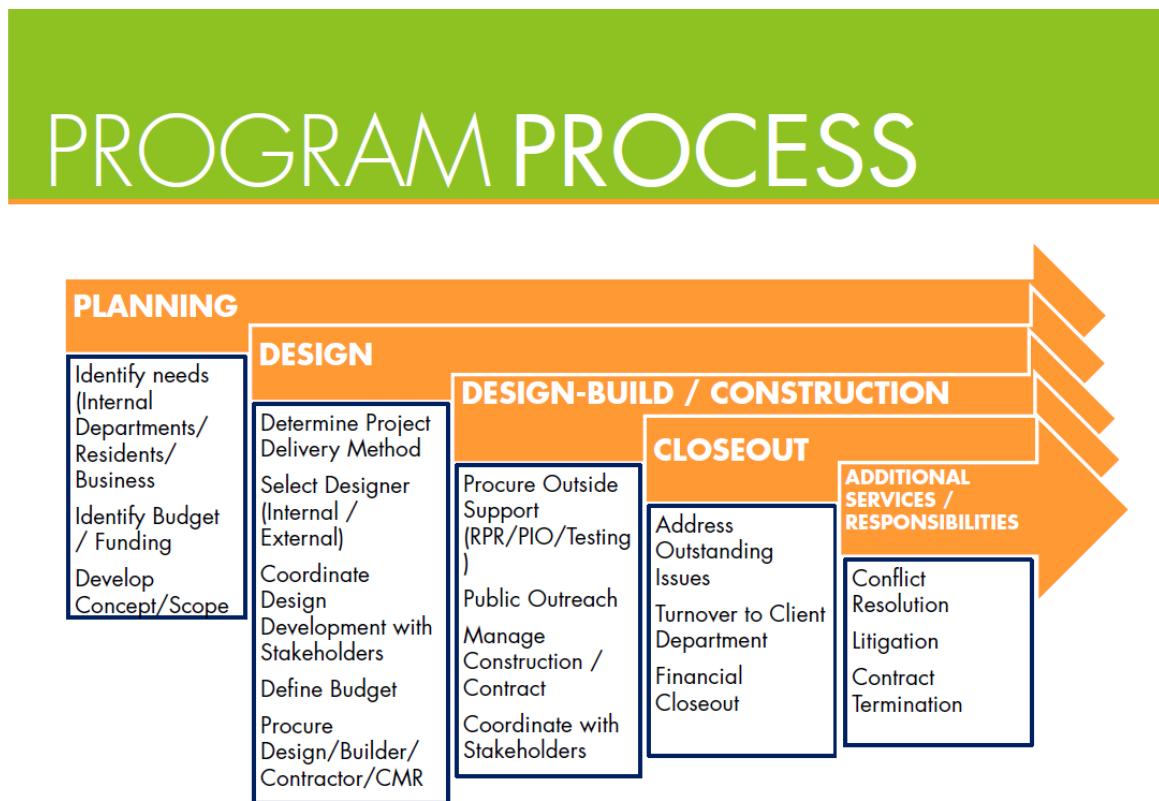 PROGRAM PROCESS
PLANNING
Identify needs
(Internal
Departments/
Residents/
Business
Identify Budget
/ Funding
Develop
Concept/Scope
DESIGN
Determine Project
Delivery Method
Select Designer
(Internal /
External)
Coordinate
Design
Development with
Stakeholders
Define Budget
Procure
Design/Builder/
Contractor/CMR
DESIGN-BUILD / CONSTRUCTION
Procure Outside
Support
(RPR/PIO/Testing
)
Public Outreach
Manage
Construction /
Contract
Coordinate with
Stakeholders
CLOSEOUT
Address
Outstanding
Issues
Turnover to Client
Department
Financial
Closeout
ADDITIONAL
SERVICES /
RESPONSIBILITIES
Conflict
Resolution
Litigation
Contract
Termination